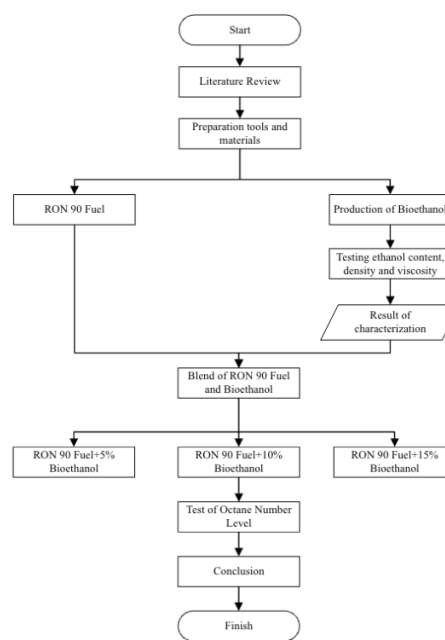 Start
Literature Review
Preparation tools and
materials
RON 90 Fuel
Production of Bioethanol
Testing ethanol content,
density and viscosity
Result of
characterization
Blend of RON 90 Fuel
and Bioethanol
RON 90 Fuel+5%
Bioethanol
RON 90 Fuel+10%
Bioethanol
RON 90 Fuel+15%
Bioethanol
Test of Octane Number
Level
Conclusion
Finish